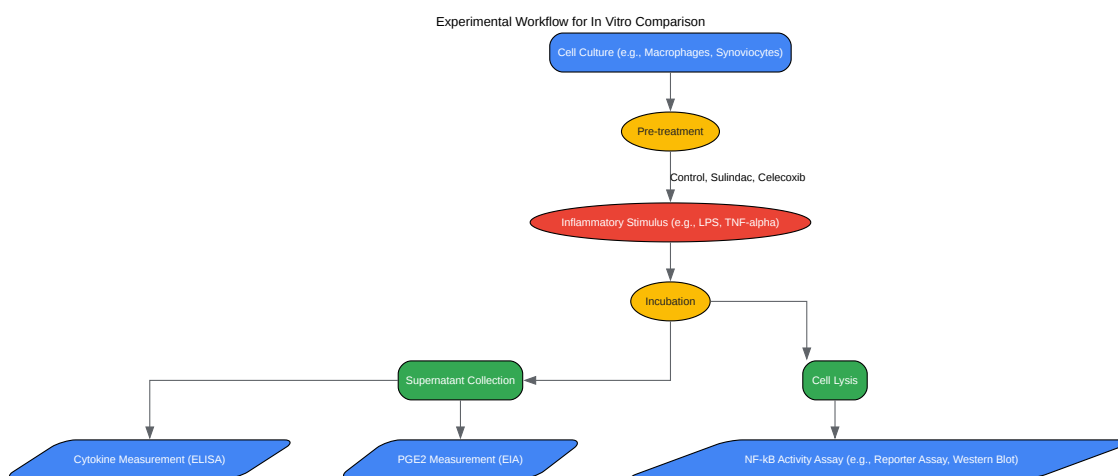 Experimental Workflow for In Vitro Comparison
Cell Culture (e.g., Macrophages, Synoviocytes)
Pre-treatment
Control, Sulindac, Celecoxib
Inflammatory Stimulus (e.g., LPS, TNF-alpha)
Incubation
Supernatant Collection
Cell Lysis
Cytokine Measurement (ELISA)
PGE2 Measurement (EIA)
NF-kB Activity Assay (e.g., Reporter Assay, Western Blot)